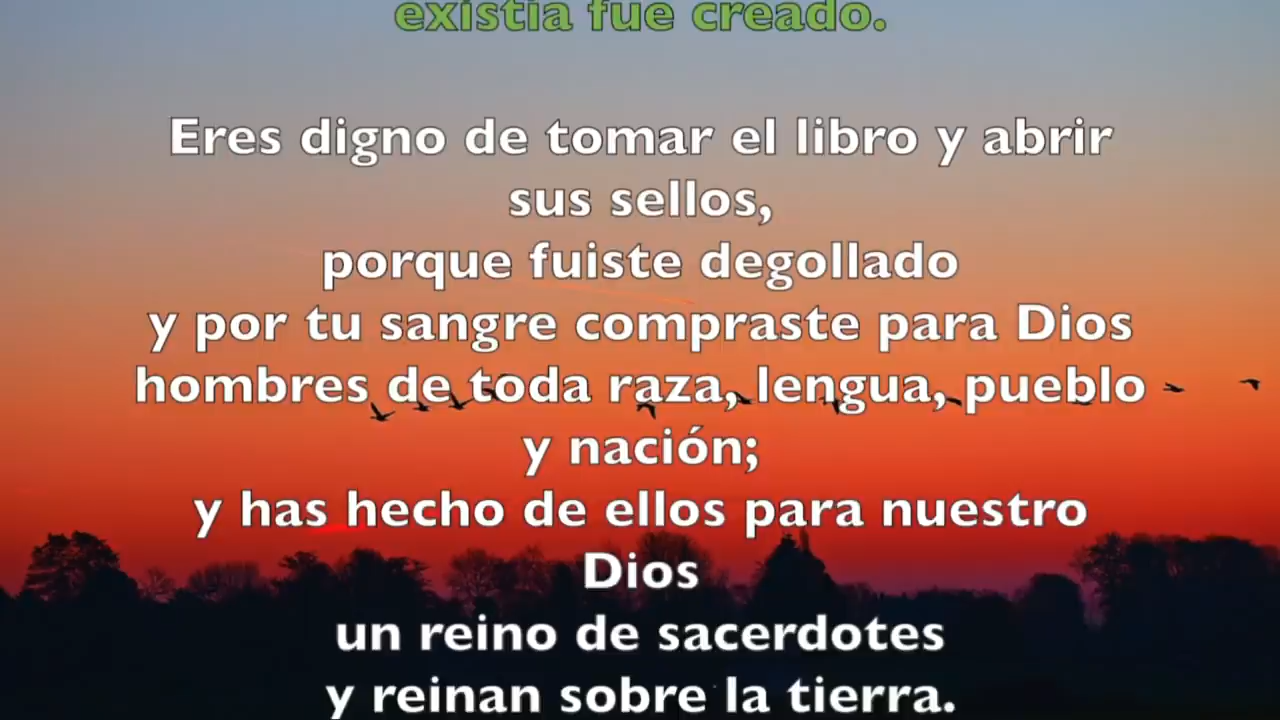 existía fue creado.
Eres digno de tomar el libro y abrir
sus sellos,
porque fuiste degollado
y por tu sangre compraste para Dios
hombres de toda raza, lengua, pueblo
y nación;
y has hecho de ellos para nuestro
Dios
un reino de sacerdotes
y reinan sobre la tierra.